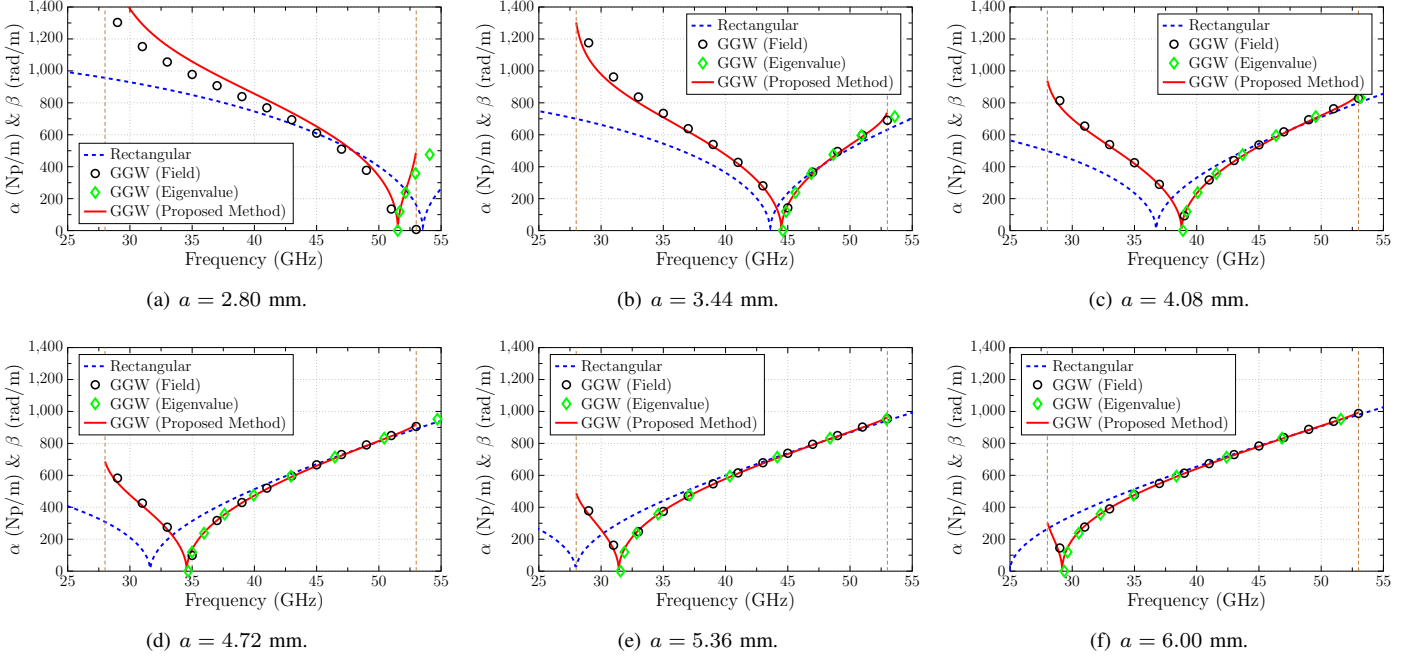 1,400
1,200
1,000
800
600
400
200
0
α (Np/m) & β (rad/m)
Rectangular
GGW (Field)
GGW (Eigenvalue)
GGW (Proposed Method)
25 30 35 40 45 50 55
Frequency (GHz)
(a) a = 2.80 mm.
1,400
1,200
1,000
800
600
400
200
0
α (Np/m) & β (rad/m)
Rectangular
GGW (Field)
GGW (Eigenvalue)
GGW (Proposed Method)
25 30 35 40 45 50 55
Frequency (GHz)
(b) a = 3.44 mm.
1,400
1,200
1,000
800
600
400
200
0
α (Np/m) & β (rad/m)
Rectangular
GGW (Field)
GGW (Eigenvalue)
GGW (Proposed Method)
25 30 35 40 45 50 55
Frequency (GHz)
(c) a = 4.08 mm.
1,400
1,200
1,000
800
600
400
200
0
α (Np/m) & β (rad/m)
Rectangular
GGW (Field)
GGW (Eigenvalue)
GGW (Proposed Method)
25 30 35 40 45 50 55
Frequency (GHz)
(d) a = 4.72 mm.
1,400
1,200
1,000
800
600
400
200
0
α (Np/m) & β (rad/m)
Rectangular
GGW (Field)
GGW (Eigenvalue)
GGW (Proposed Method)
25 30 35 40 45 50 55
Frequency (GHz)
(e) a = 5.36 mm.
1,400
1,200
1,000
800
600
400
200
0
α (Np/m) & β (rad/m)
Rectangular
GGW (Field)
GGW (Eigenvalue)
GGW (Proposed Method)
25 30 35 40 45 50 55
Frequency (GHz)
(f) a = 6.00 mm.